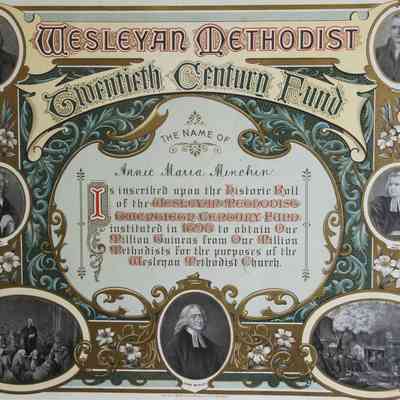 Wesleyan Methodist
Twentieth Century Fund
THE NAME OF
Annie Maria Minchin
Is inscribed upon the Historic Roll
of the Wesleyan Methodist
Twentieth Century Fund
instituted in 1898 to obtain One
Million Guineas from One Million
Methodists for the purposes of the
Wesleyan Methodist Church.
JOHN WESLEY